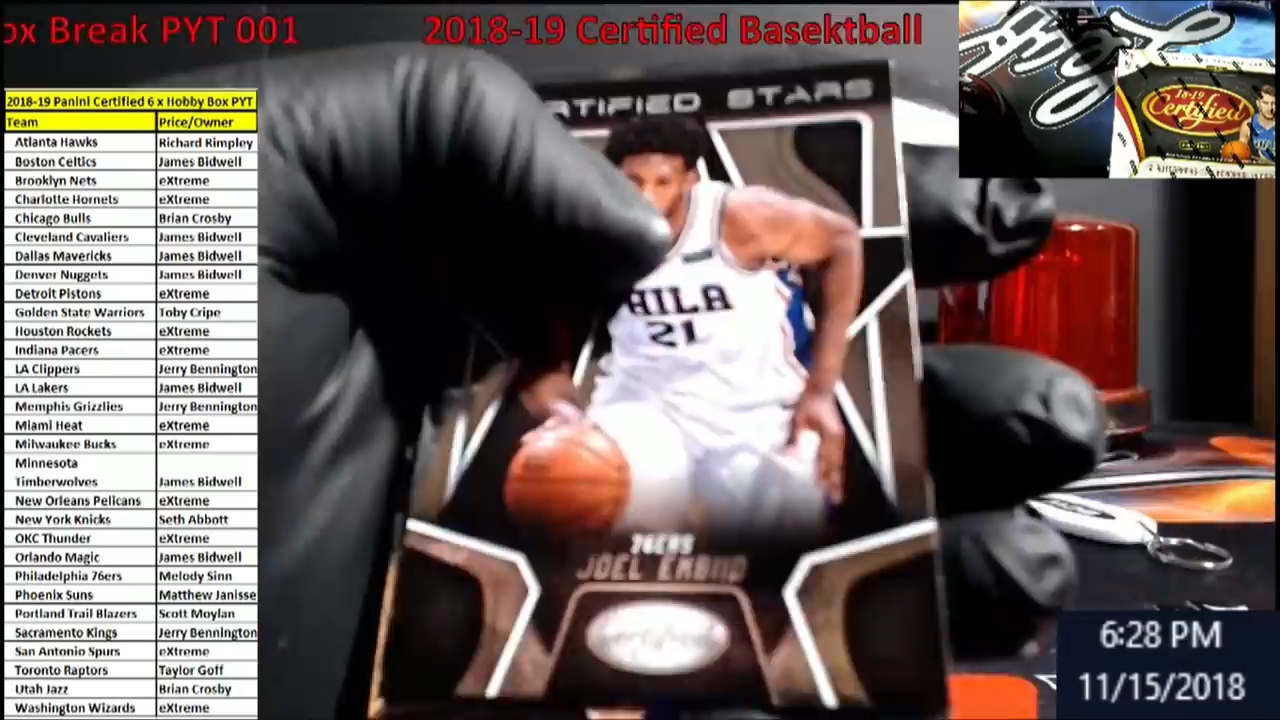 ox Break PYT 001
2018-19 Certified Basektball
2018-19 Panini Certified 6 x Hobby Box PYT
Team Price/Owner
Atlanta Hawks Richard Rimpley
Boston Celtics James Bidwell
Brooklyn Nets eXtreme
Charlotte Hornets eXtreme
Chicago Bulls Brian Crosby
Cleveland Cavaliers James Bidwell
Dallas Mavericks James Bidwell
Denver Nuggets James Bidwell
Detroit Pistons eXtreme
Golden State Warriors Toby Cripe
Houston Rockets eXtreme
Indiana Pacers eXtreme
LA Clippers Jerry Bennington
LA Lakers James Bidwell
Memphis Grizzlies Jerry Bennington
Miami Heat eXtreme
Milwaukee Bucks eXtreme
Minnesota
Timberwolves James Bidwell
New Orleans Pelicans eXtreme
New York Knicks Seth Abbott
OKC Thunder eXtreme
Orlando Magic James Bidwell
Philadelphia 76ers Melody Sinn
Phoenix Suns Matthew Janisse
Portland Trail Blazers Scott Moylan
Sacramento Kings Jerry Bennington
San Antonio Spurs eXtreme
Toronto Raptors Taylor Goff
Utah Jazz Brian Crosby
Washington Wizards eXtreme
RTIFIED STARS
HILA
21
76ERS
JOEL EMBIID
Certified
18-19
Certified
PANINI
6:28 PM
11/15/2018